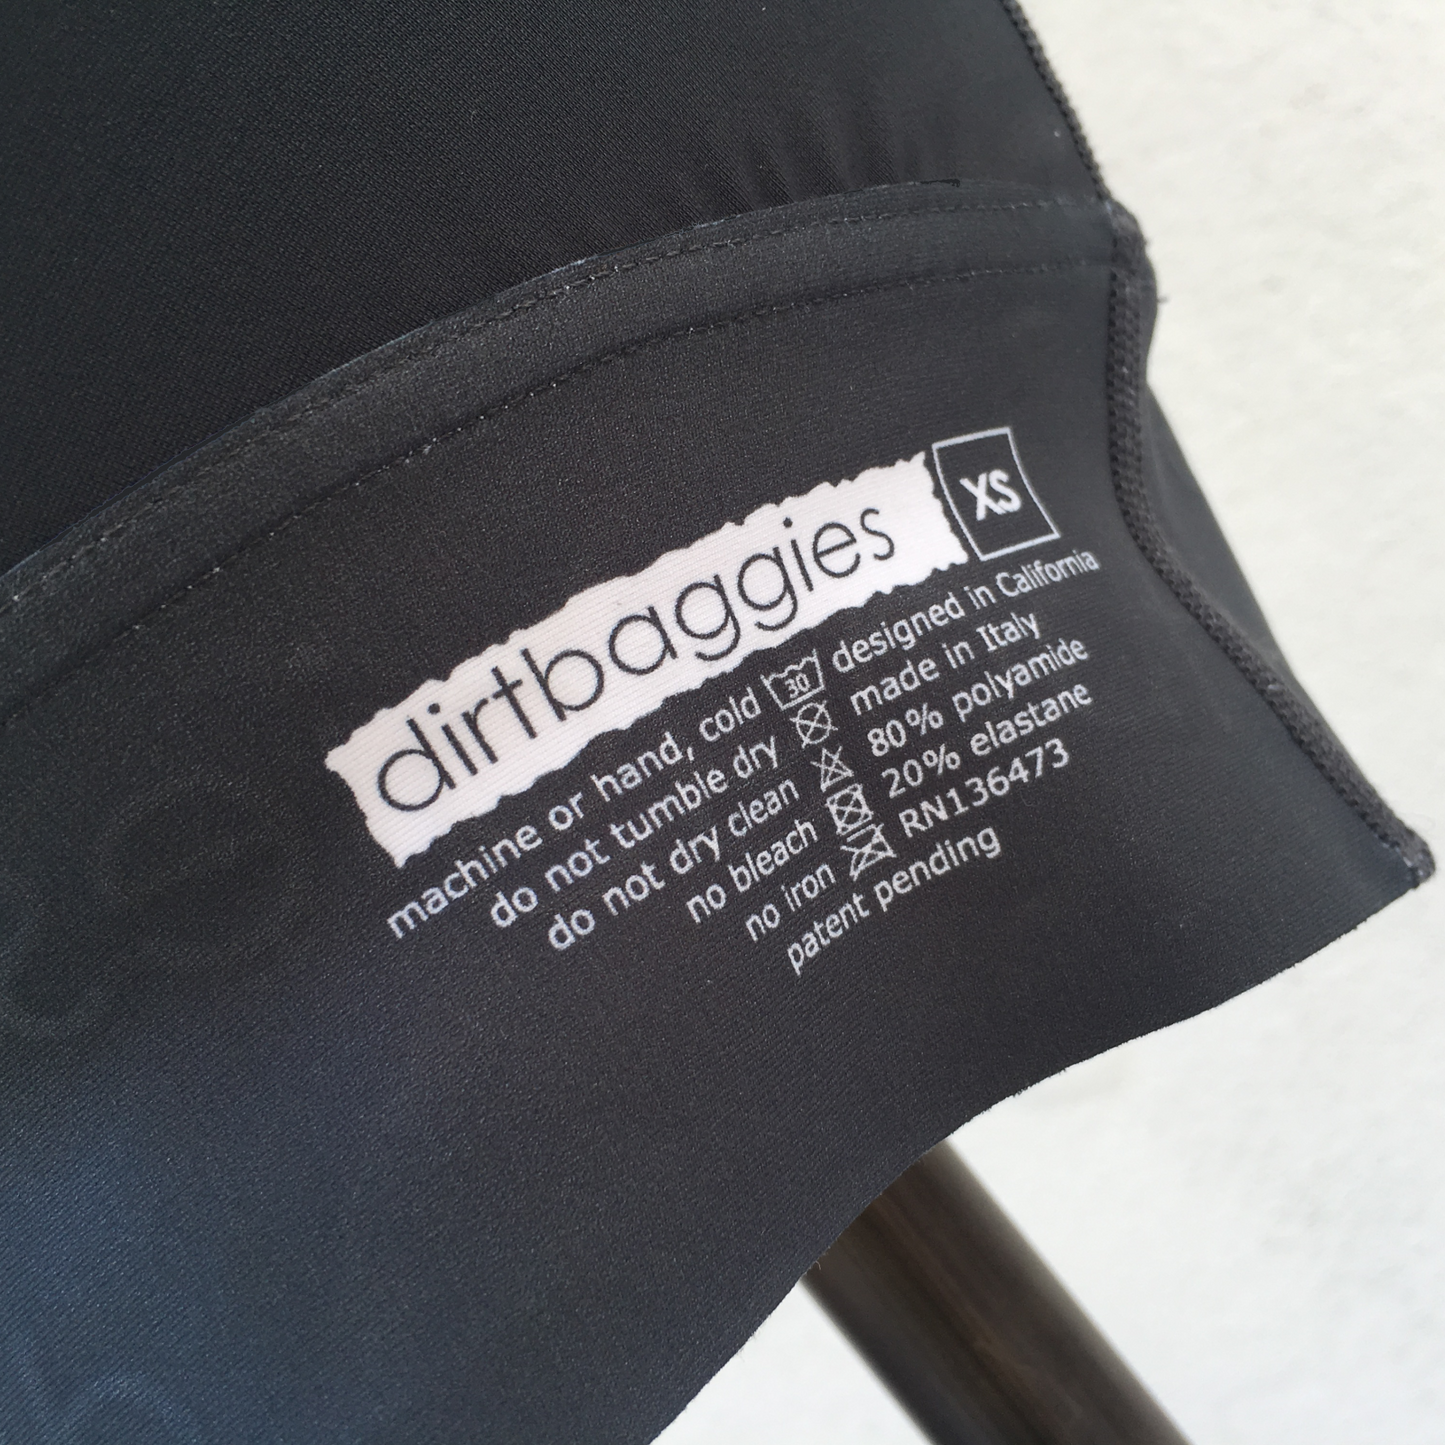 dirtbaggies XS
machine or hand, cold 30 designed in California
do not tumble dry made in Italy
do not dry clean 80% polyamide
no bleach 20% elastane
no iron RN136473
patent pending